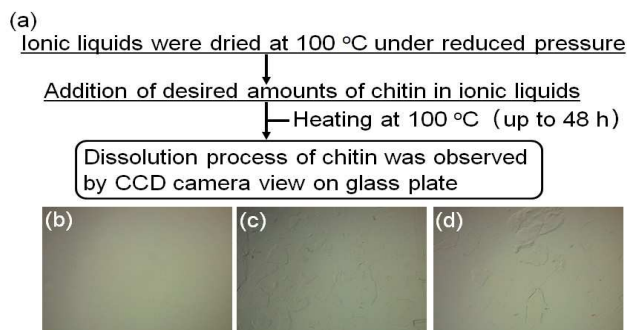 (a)
Ionic liquids were dried at 100 °C under reduced pressure
Addition of desired amounts of chitin in ionic liquids
Heating at 100 °C (up to 48 h)
Dissolution process of chitin was observed
by CCD camera view on glass plate
(b) (c) (d)